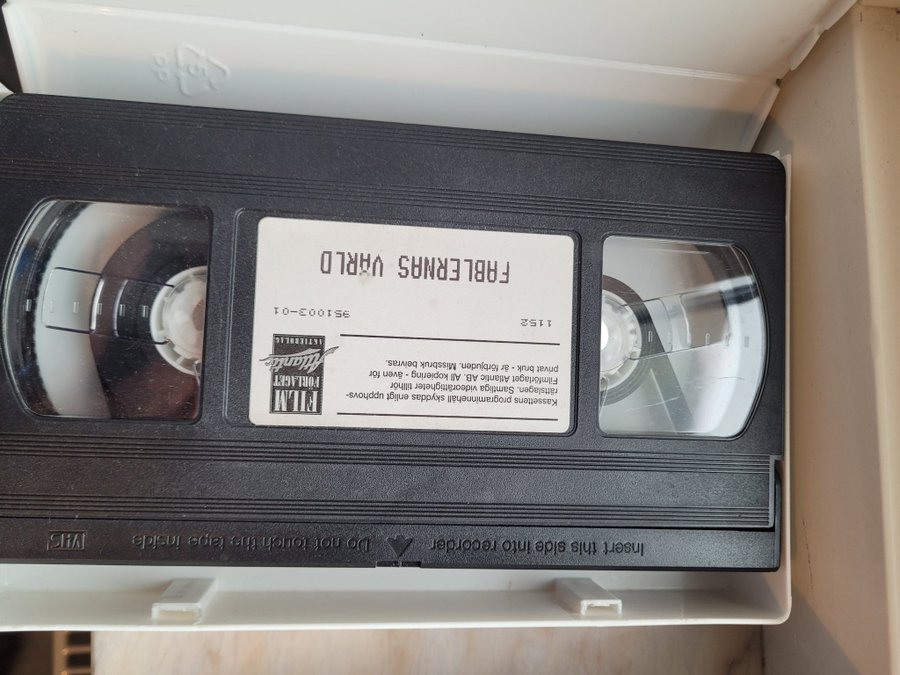 Insert this side into recorder
Do not touch the tape inside
VHS
FILM
FÖRLAGET
Atlantic
AKTIEBOLAG
Kassettens programinnehåll skyddas enligt upphovs-
rättslagen. Samtliga videorättigheter tillhör
Filmförlaget Atlantic AB. All kopiering - även för
privat bruk - är förbjuden. Missbruk beivras.
1152
951003-01
FABLERNAS VÄRLD